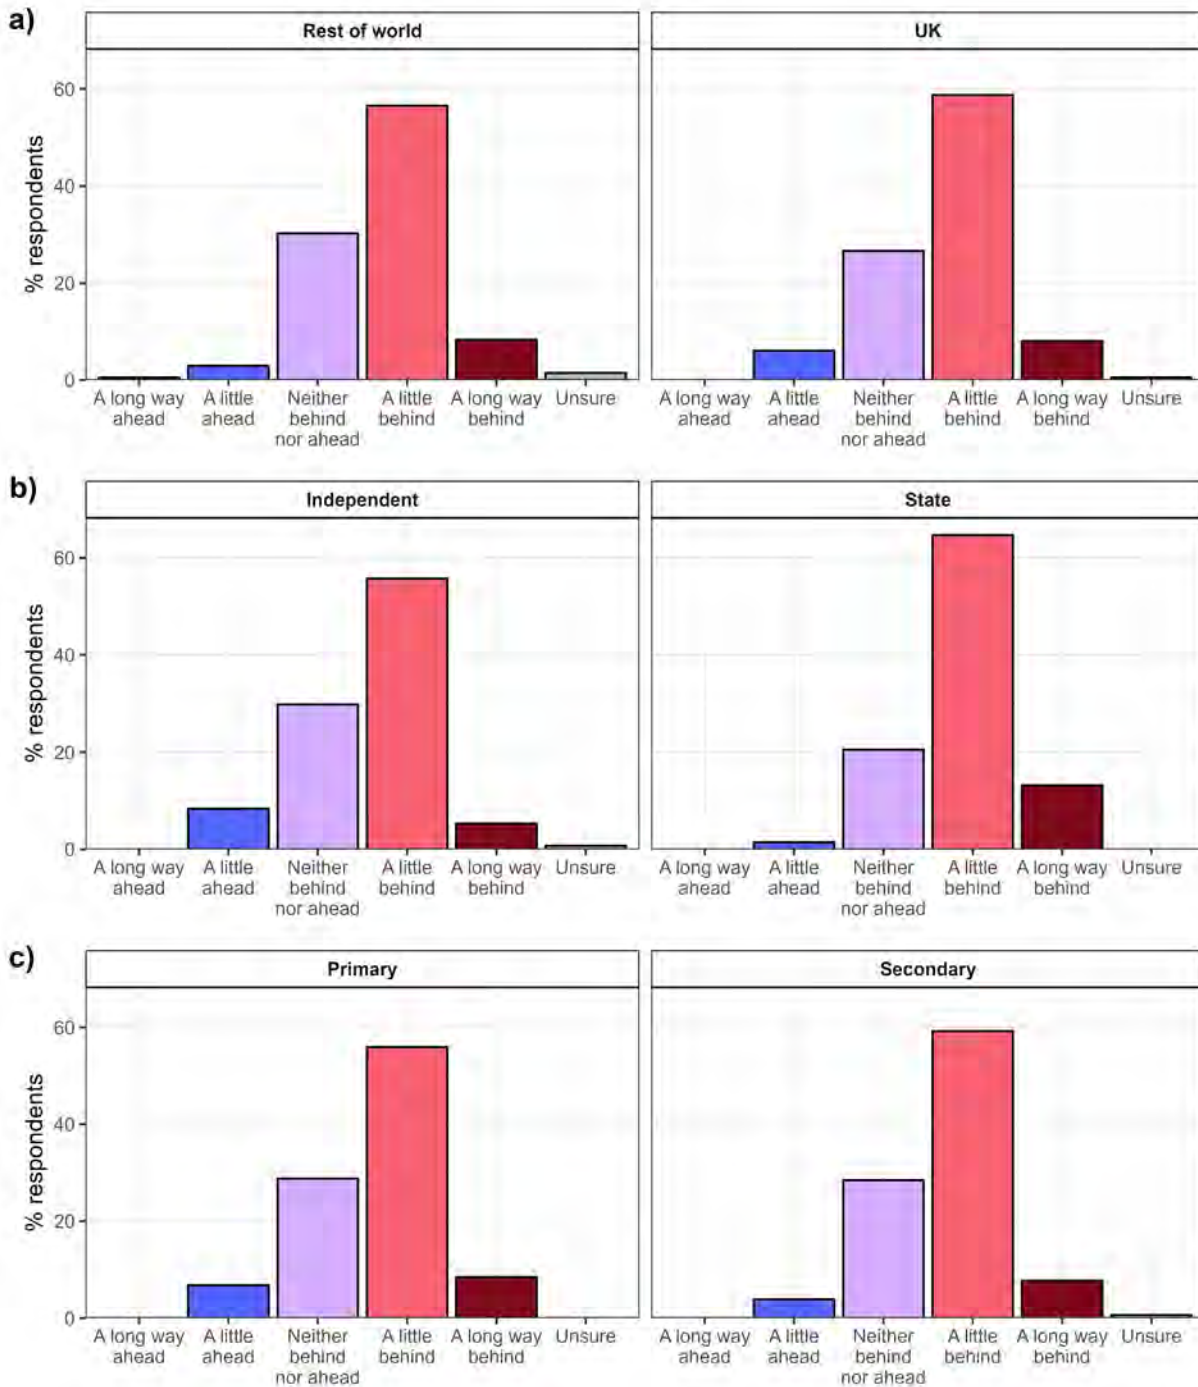 a)
Rest of world
UK
% respondents
60
40
20
0
A long way
ahead
A little
ahead
Neither
behind
nor ahead
A little
behind
A long way
behind
Unsure
A long way
ahead
A little
ahead
Neither
behind
nor ahead
A little
behind
A long way
behind
Unsure
b)
Independent
State
% respondents
60
40
20
0
A long way
ahead
A little
ahead
Neither
behind
nor ahead
A little
behind
A long way
behind
Unsure
A long way
ahead
A little
ahead
Neither
behind
nor ahead
A little
behind
A long way
behind
Unsure
c)
Primary
Secondary
% respondents
60
40
20
0
A long way
ahead
A little
ahead
Neither
behind
nor ahead
A little
behind
A long way
behind
Unsure
A long way
ahead
A little
ahead
Neither
behind
nor ahead
A little
behind
A long way
behind
Unsure